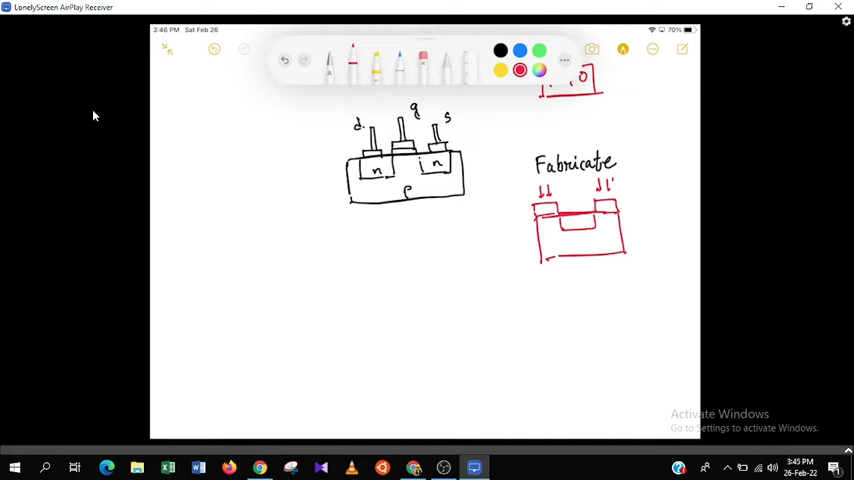 LonelyScreen AirPlay Receiver
3:46 PM Sat Feb 26
70%
A
d
g
s
n
n
P
Fabricate
Activate Windows
Go to Settings to activate Windows.
3:45 PM
26-Feb-22